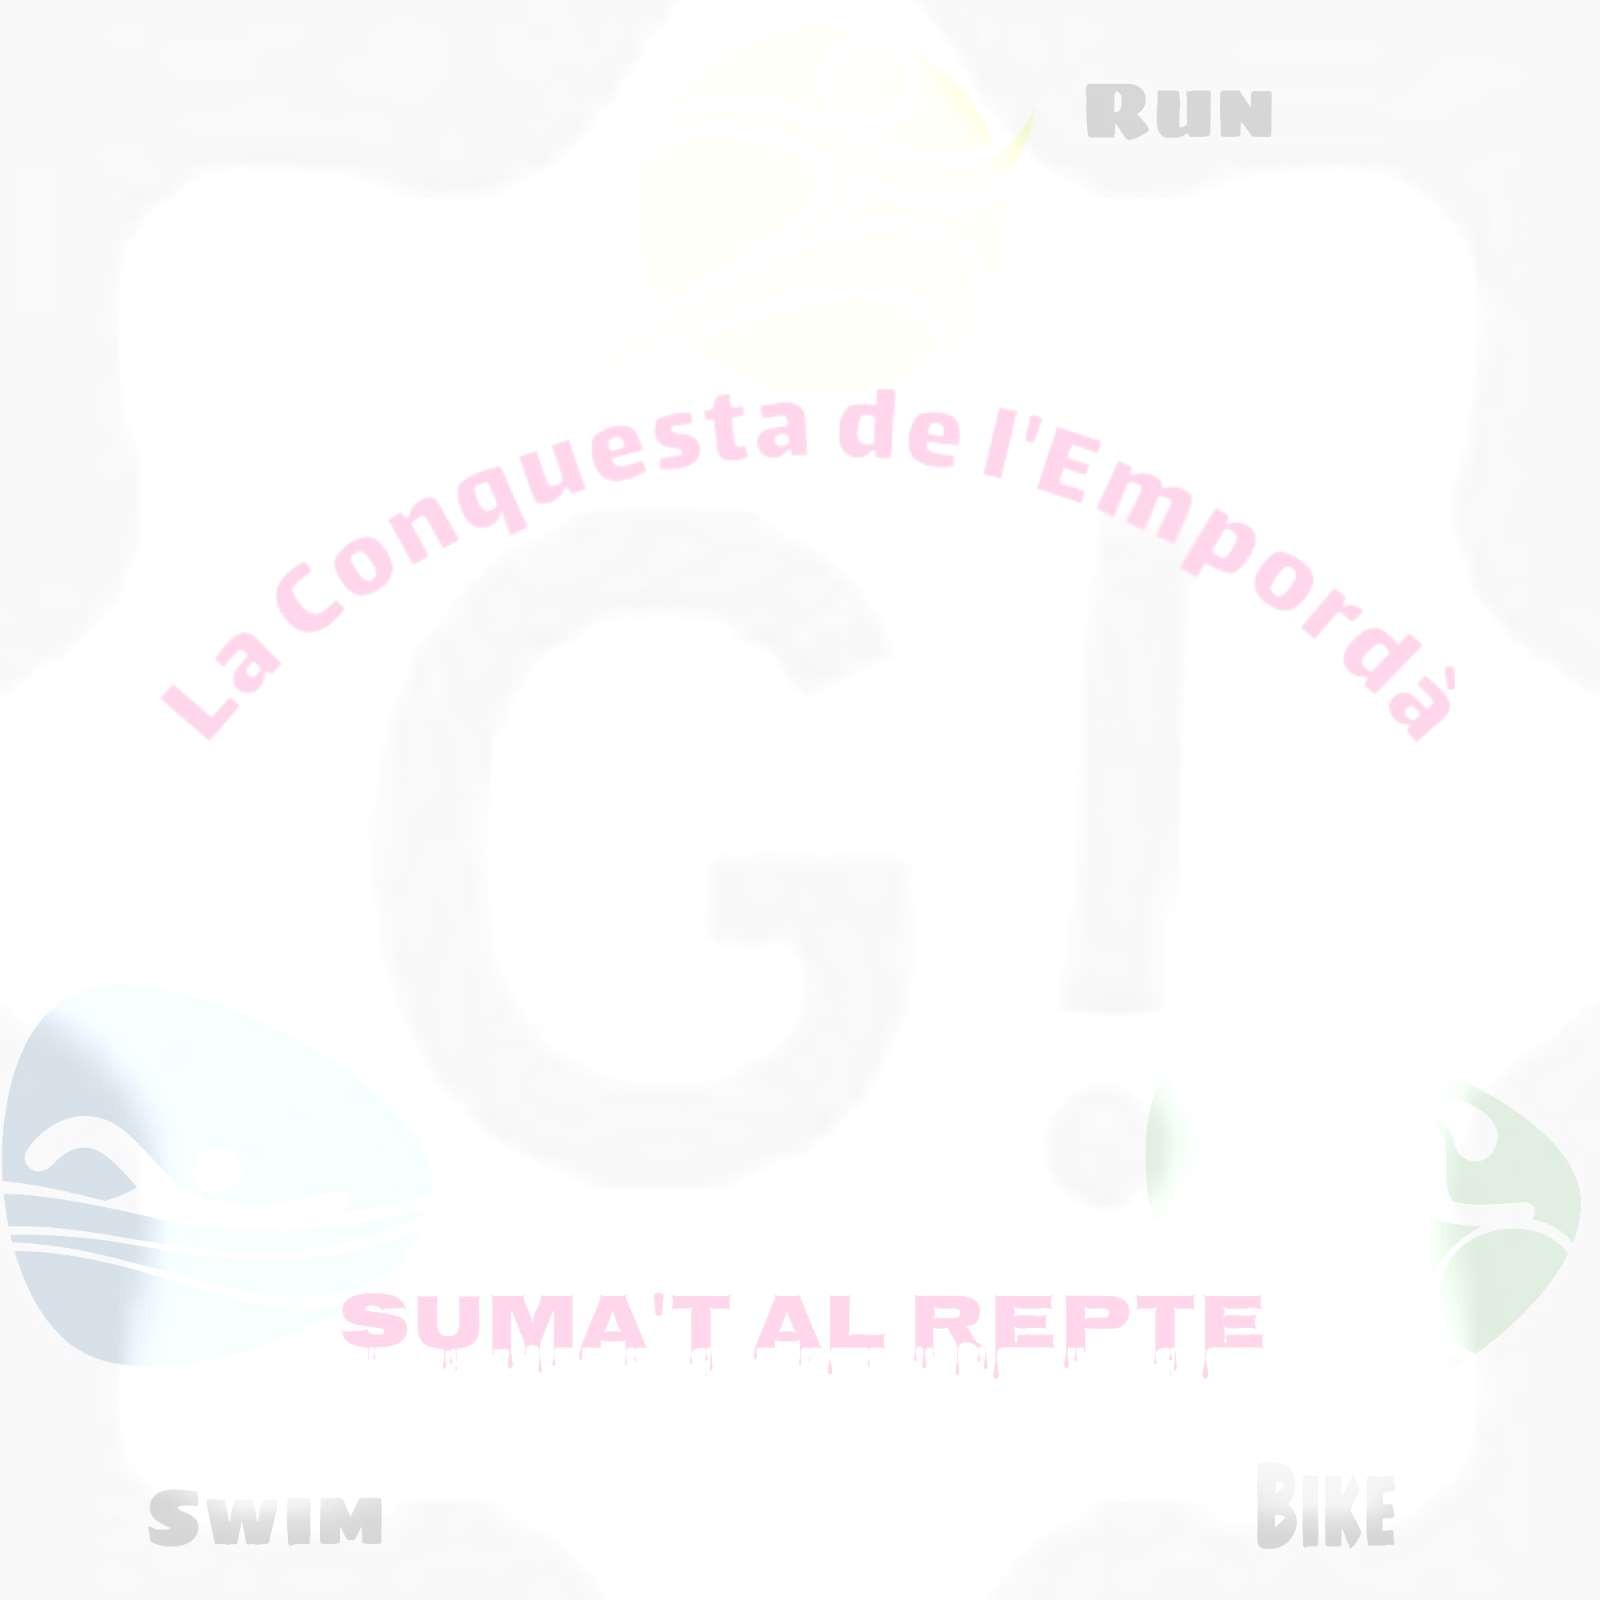 Run
La Conquesta de l'Empordà
G!
SUMA'T AL REPTE
Swim
Bike